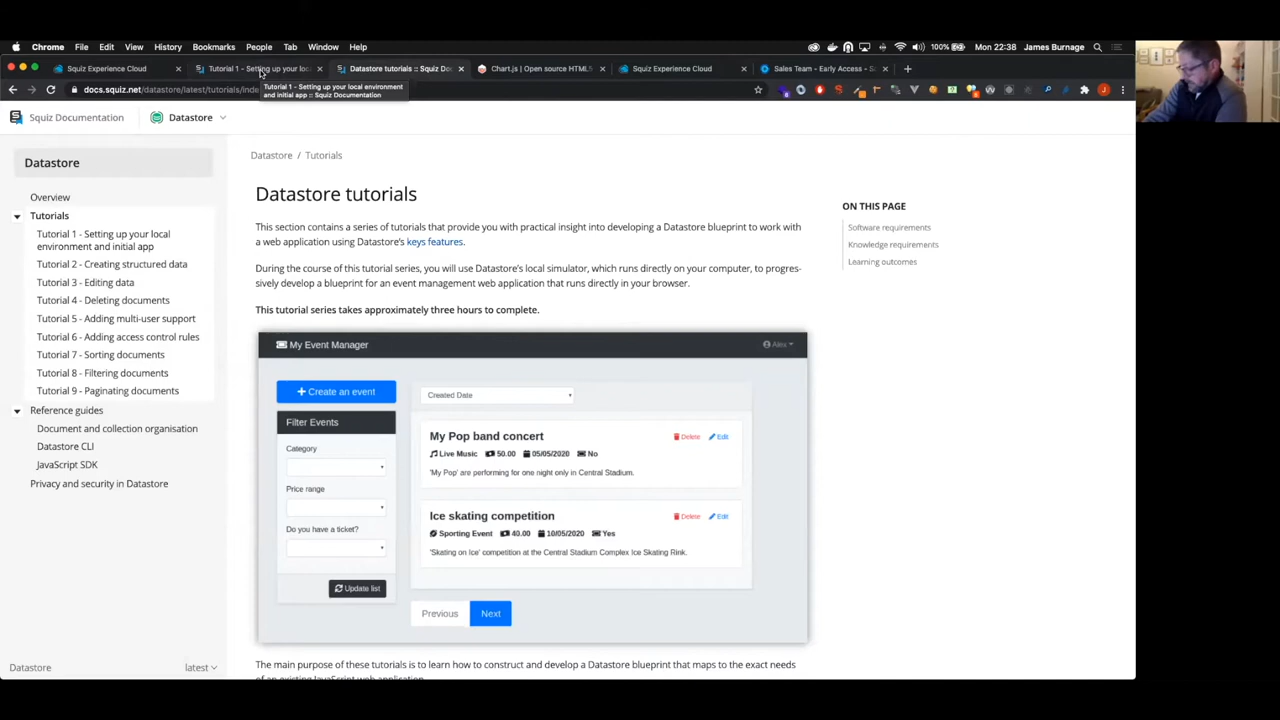 Chrome File Edit View History Bookmarks People Tab Window Help 100% Mon 22:38 James Burnage
Squiz Experience Cloud Tutorial 1 - Setting up your loc Datastore tutorials :: Squiz Do Chart.js | Open source HTML5 Squiz Experience Cloud Sales Team - Early Access - S
docs.squiz.net/datastore/latest/tutorials/inde
Tutorial 1 - Setting up your local environment
and initial app :: Squiz Documentation
Squiz Documentation Datastore
Datastore
Overview
Tutorials
Tutorial 1 - Setting up your local
environment and initial app
Tutorial 2 - Creating structured data
Tutorial 3 - Editing data
Tutorial 4 - Deleting documents
Tutorial 5 - Adding multi-user support
Tutorial 6 - Adding access control rules
Tutorial 7 - Sorting documents
Tutorial 8 - Filtering documents
Tutorial 9 - Paginating documents
Reference guides
Document and collection organisation
Datastore CLI
JavaScript SDK
Privacy and security in Datastore
Datastore latest
Datastore / Tutorials
Datastore tutorials
This section contains a series of tutorials that provide you with practical insight into developing a Datastore blueprint to work with
a web application using Datastore's keys features.
During the course of this tutorial series, you will use Datastore's local simulator, which runs directly on your computer, to progres-
sively develop a blueprint for an event management web application that runs directly in your browser.
This tutorial series takes approximately three hours to complete.
My Event Manager Alex
Create an event
Filter Events
Category
Price range
Do you have a ticket?
Update list
Created Date
My Pop band concert Delete Edit
Live Music 50.00 05/05/2020 No
'My Pop' are performing for one night only in Central Stadium.
Ice skating competition Delete Edit
Sporting Event 40.00 10/05/2020 Yes
'Skating on Ice' competition at the Central Stadium Complex Ice Skating Rink.
Previous Next
The main purpose of these tutorials is to learn how to construct and develop a Datastore blueprint that maps to the exact needs
of an existing JavaScript web application.
ON THIS PAGE
Software requirements
Knowledge requirements
Learning outcomes